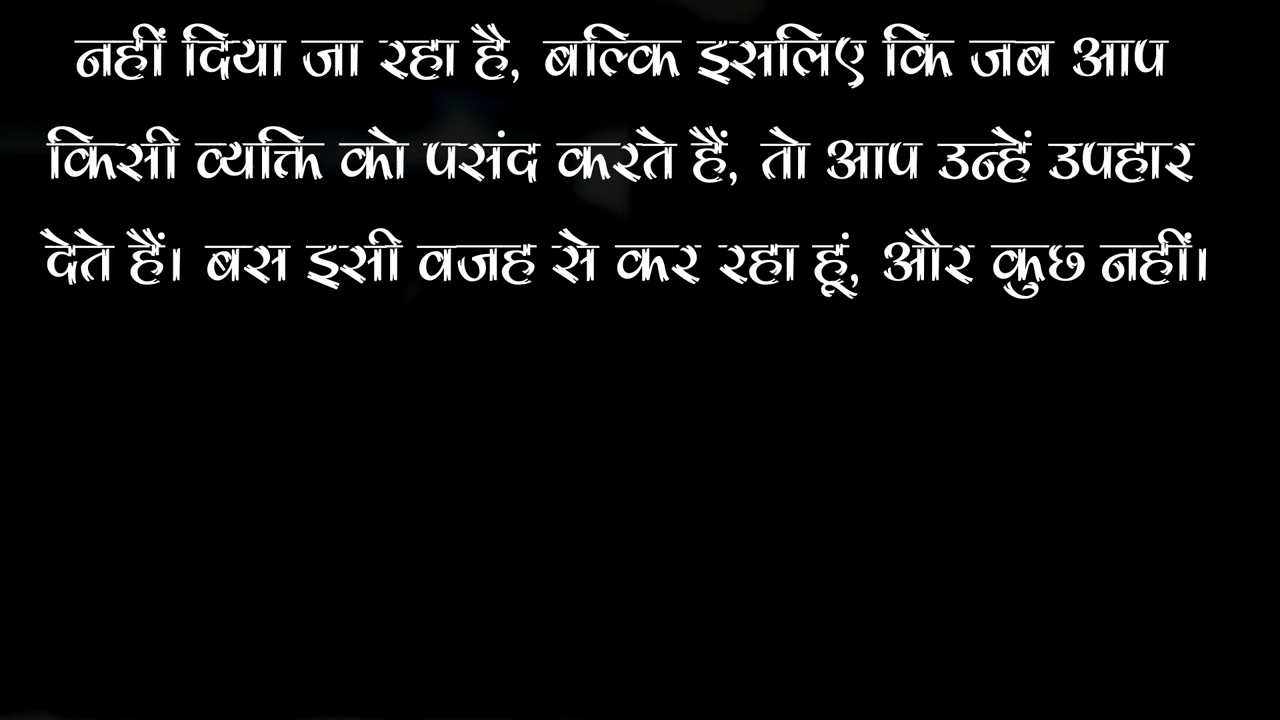 नहीं दिया जा रहा है, बल्कि इसलिए कि जब आप
किसी व्यक्ति को पसंद करते हैं, तो आप उन्हें उपहार
देते हैं। बस इसी वजह से कर रहा हूं, और कुछ नहीं।